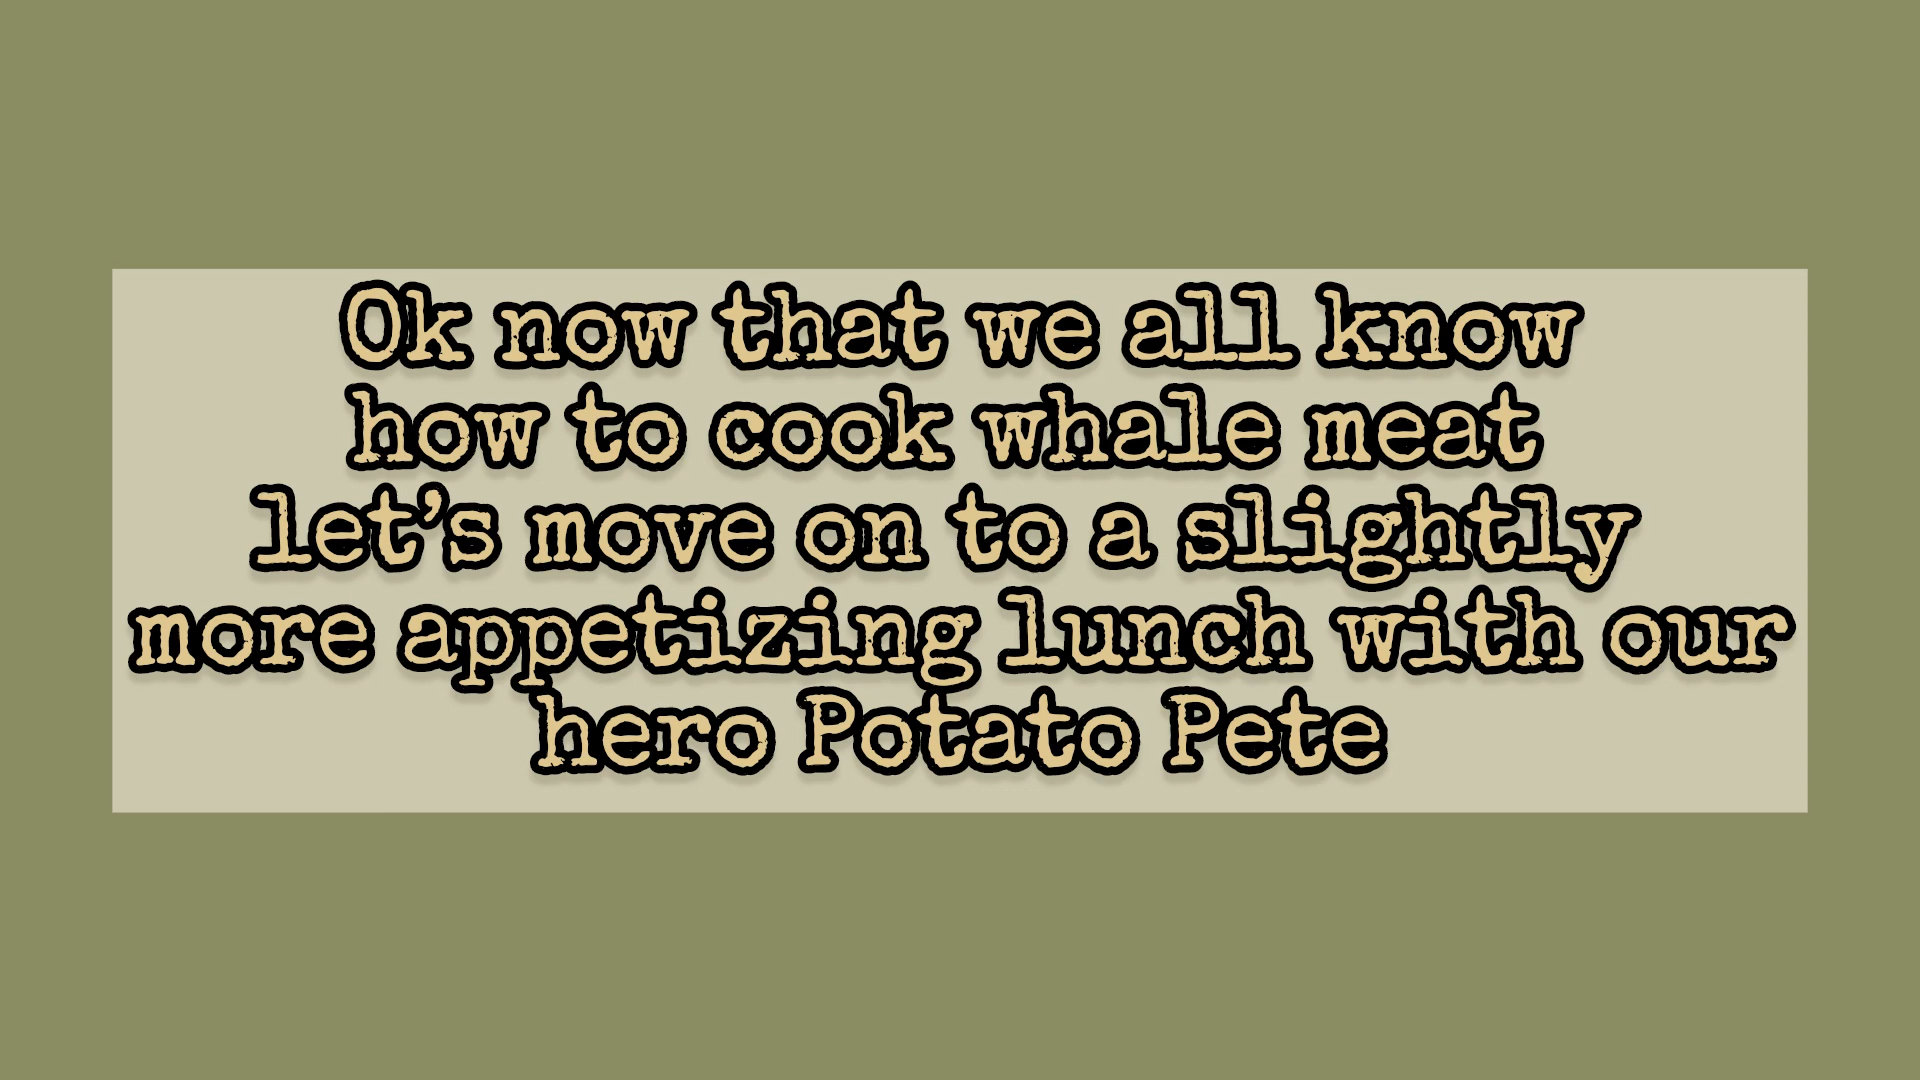 Ok now that we all know
how to cook whale meat
let’s move on to a slightly
more appetizing lunch with our
hero Potato Pete